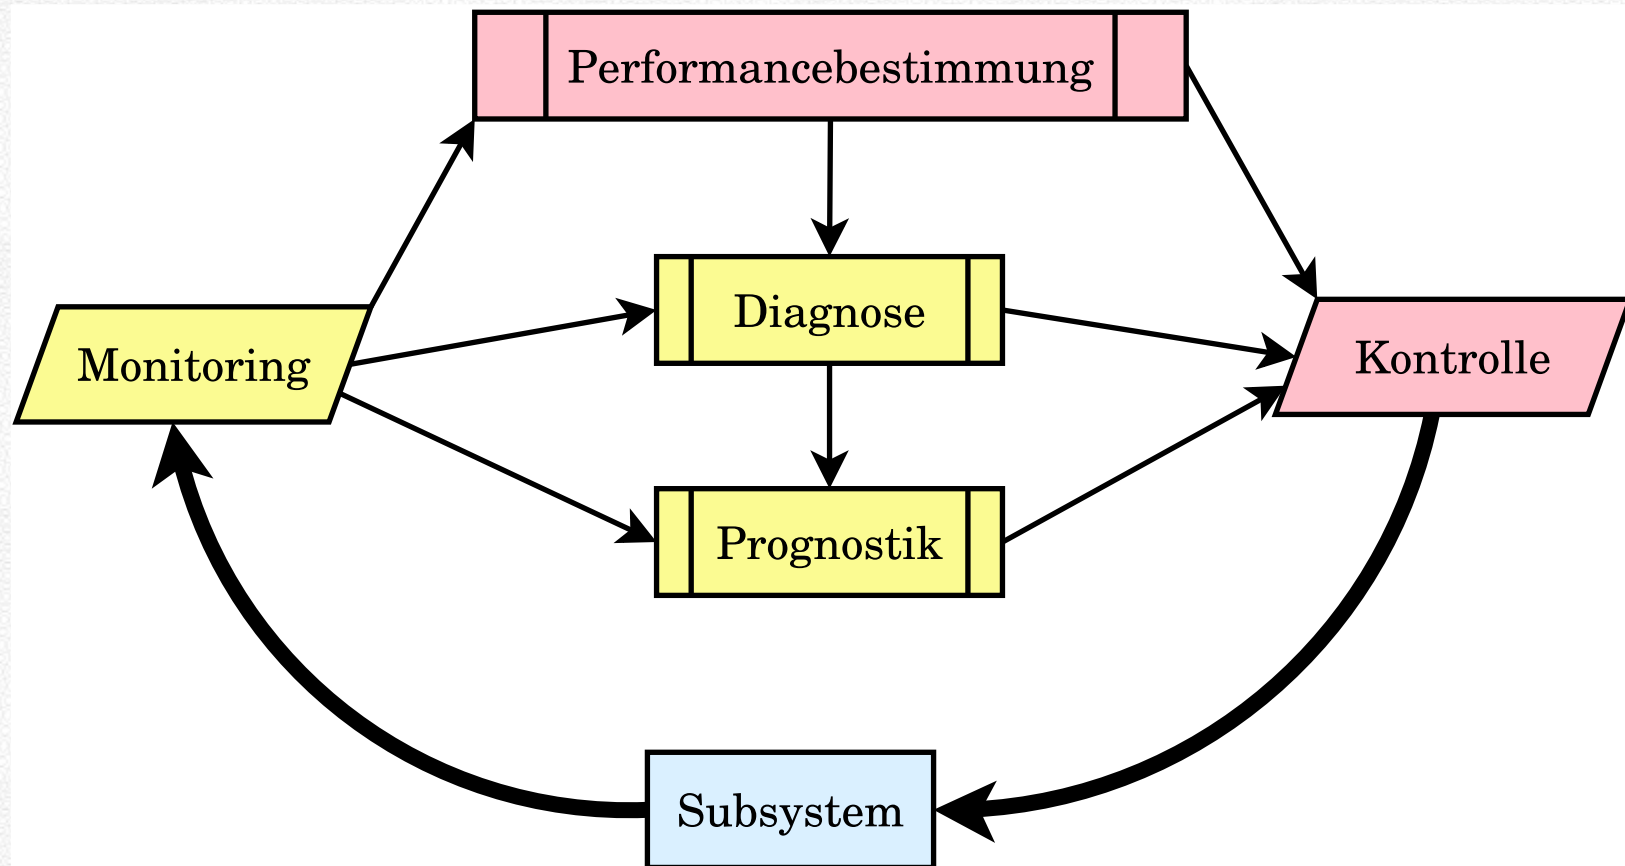 Performancebestimmung
Diagnose
Monitoring
Kontrolle
Prognostik
Subsystem